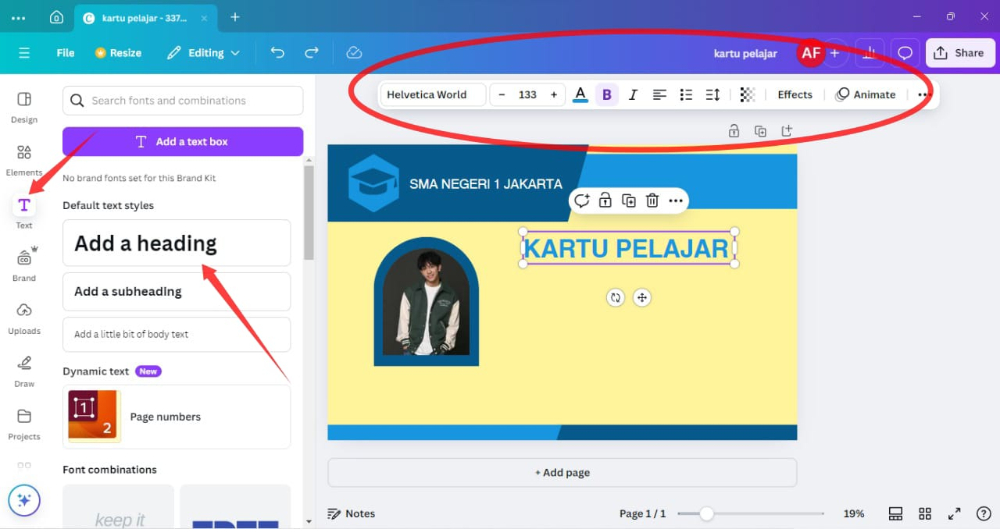 kartu pelajar - 337...
File
Resize
Editing
kartu pelajar
AF
Share
Design
Elements
Text
Brand
Uploads
Draw
Projects
Search fonts and combinations
Add a text box
No brand fonts set for this Brand Kit
Default text styles
Add a heading
Add a subheading
Add a little bit of body text
Dynamic text New
1
2
Page numbers
Font combinations
keep it
Helvetica World
- 133 +
A
B
I
Effects
Animate
SMA NEGERI 1 JAKARTA
KARTU PELAJAR
+ Add page
Notes
Page 1 / 1
19%